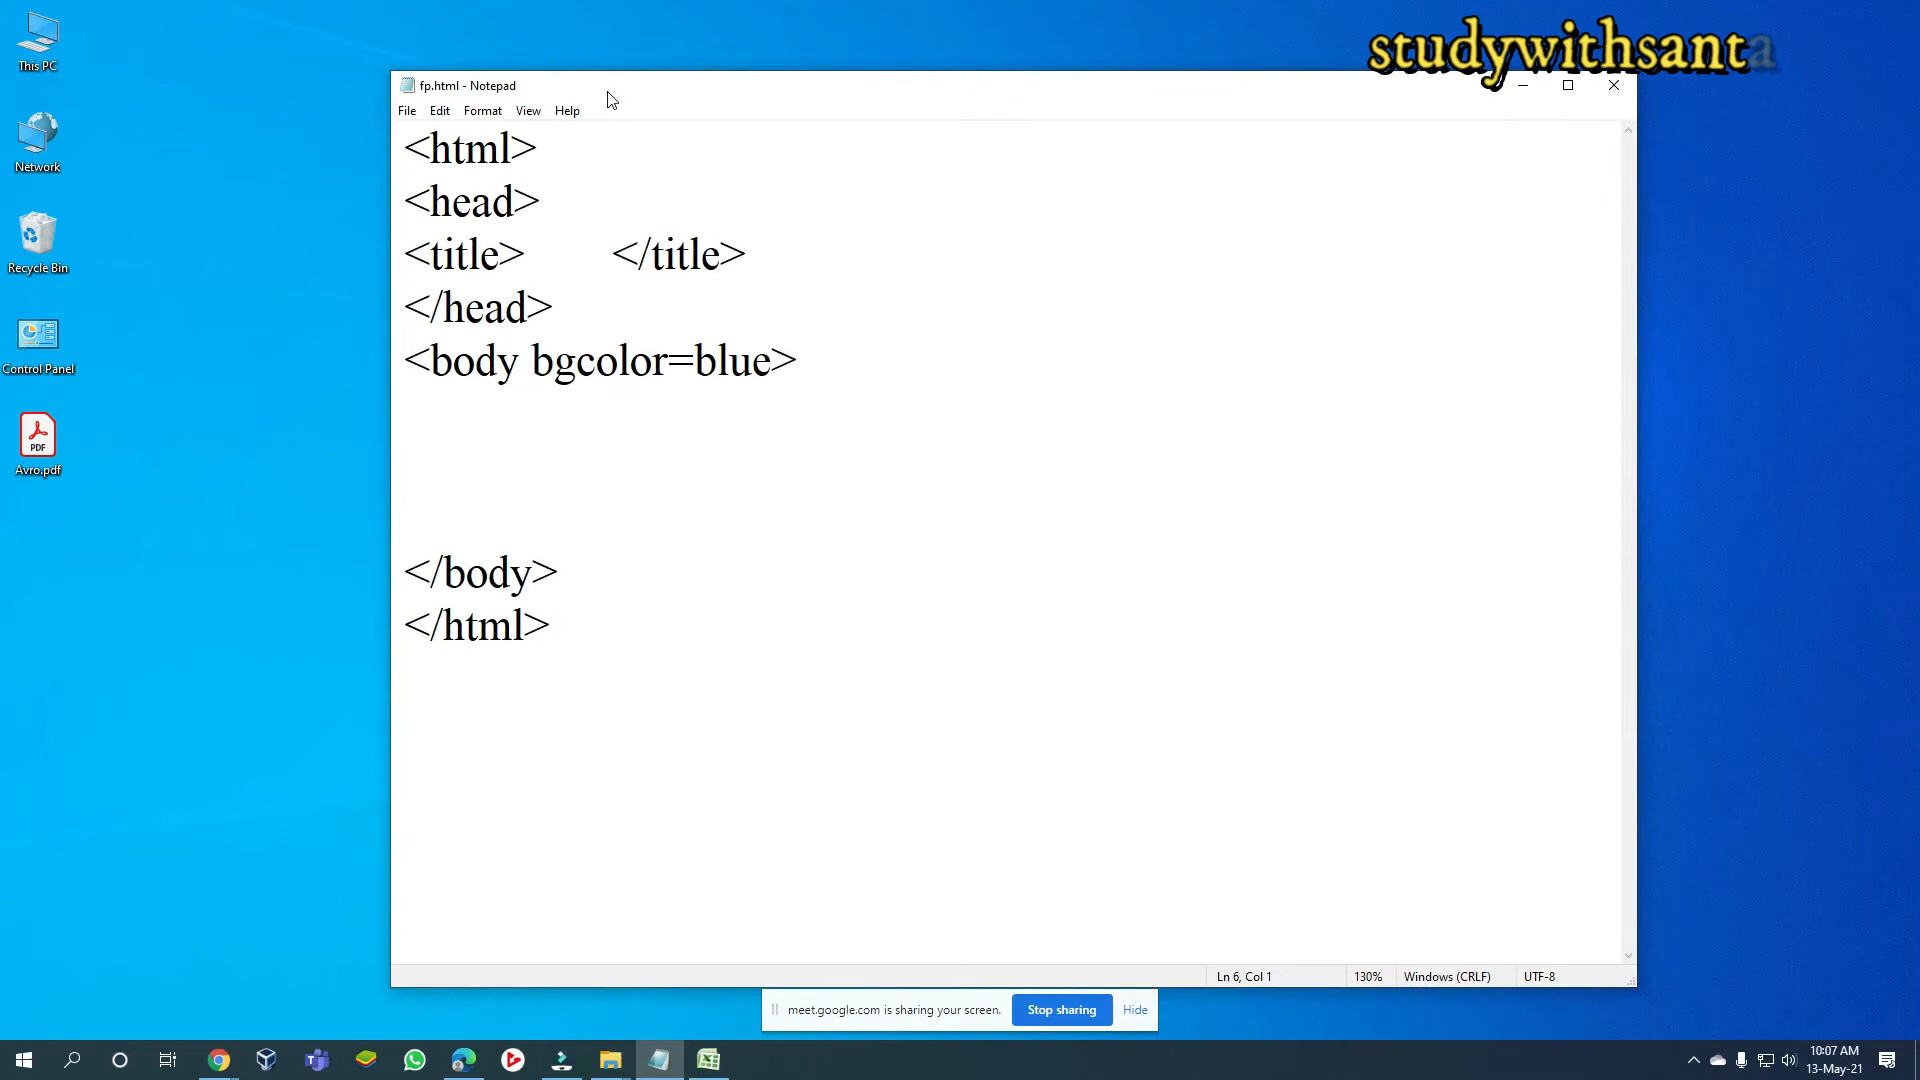 studywithsanta
This PC
Network
Recycle Bin
Control Panel
PDF
Avro.pdf
fp.html - Notepad
File Edit Format View Help
<html>
<head>
<title> </title>
</head>
<body bgcolor=blue>
</body>
</html>
Ln 6, Col 1 130% Windows (CRLF) UTF-8
meet.google.com is sharing your screen. Stop sharing Hide
10:07 AM
13-May-21